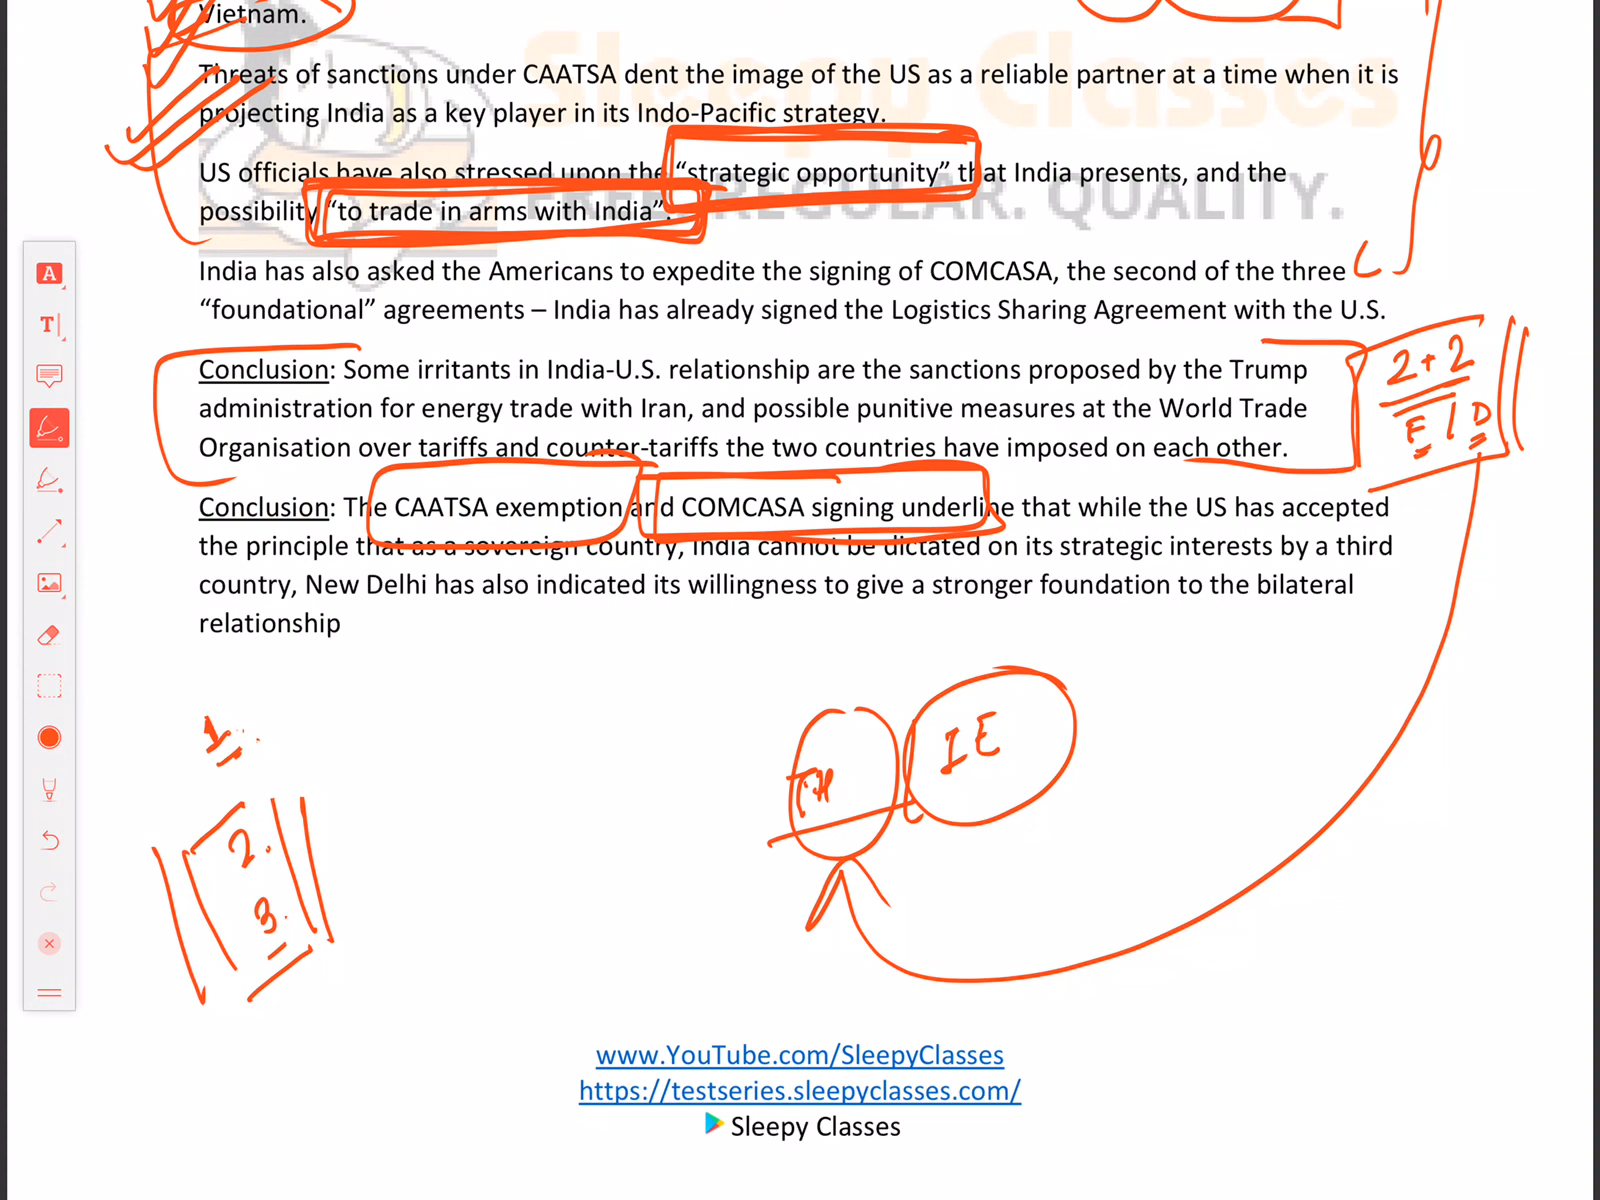 Vietnam.
Sleepy Classes
Threats of sanctions under CAATSA dent the image of the US as a reliable partner at a time when it is
projecting India as a key player in its Indo-Pacific strategy.
US officials have also stressed upon the “strategic opportunity” that India presents, and the
possibility “to trade in arms with India”.
FREE. REGULAR. QUALITY.
India has also asked the Americans to expedite the signing of COMCASA, the second of the three
“foundational” agreements – India has already signed the Logistics Sharing Agreement with the U.S.
2+2
F/D
Conclusion: Some irritants in India-U.S. relationship are the sanctions proposed by the Trump
administration for energy trade with Iran, and possible punitive measures at the World Trade
Organisation over tariffs and counter-tariffs the two countries have imposed on each other.
Conclusion: The CAATSA exemption and COMCASA signing underline that while the US has accepted
the principle that as a sovereign country, India cannot be dictated on its strategic interests by a third
country, New Delhi has also indicated its willingness to give a stronger foundation to the bilateral
relationship
1.
TH
IE
2.
3.
www.YouTube.com/SleepyClasses
https://testseries.sleepyclasses.com/
Sleepy Classes